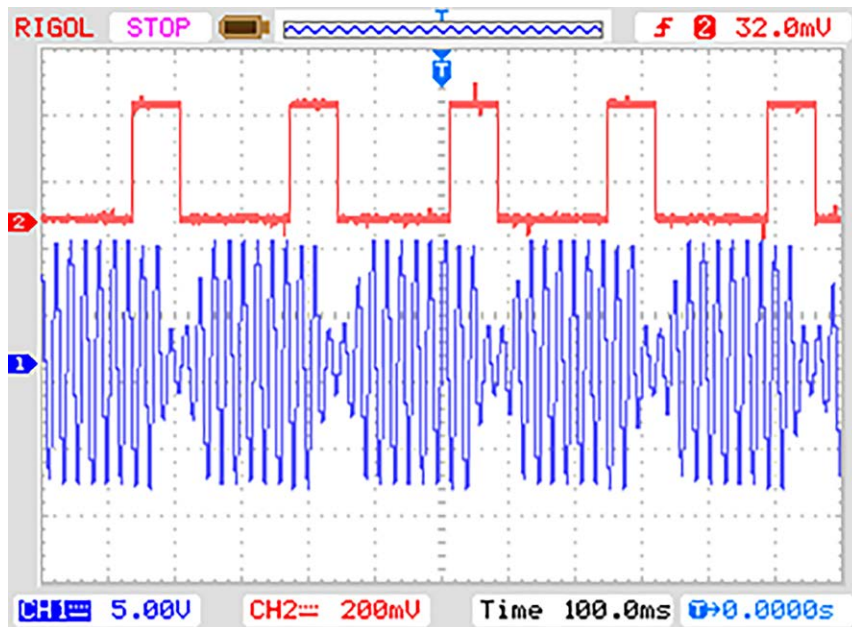 RIGOL STOP T f 2 32.0mV
T
2
1
CH1 5.00V CH2 200mV Time 100.0ms T→0.0000s